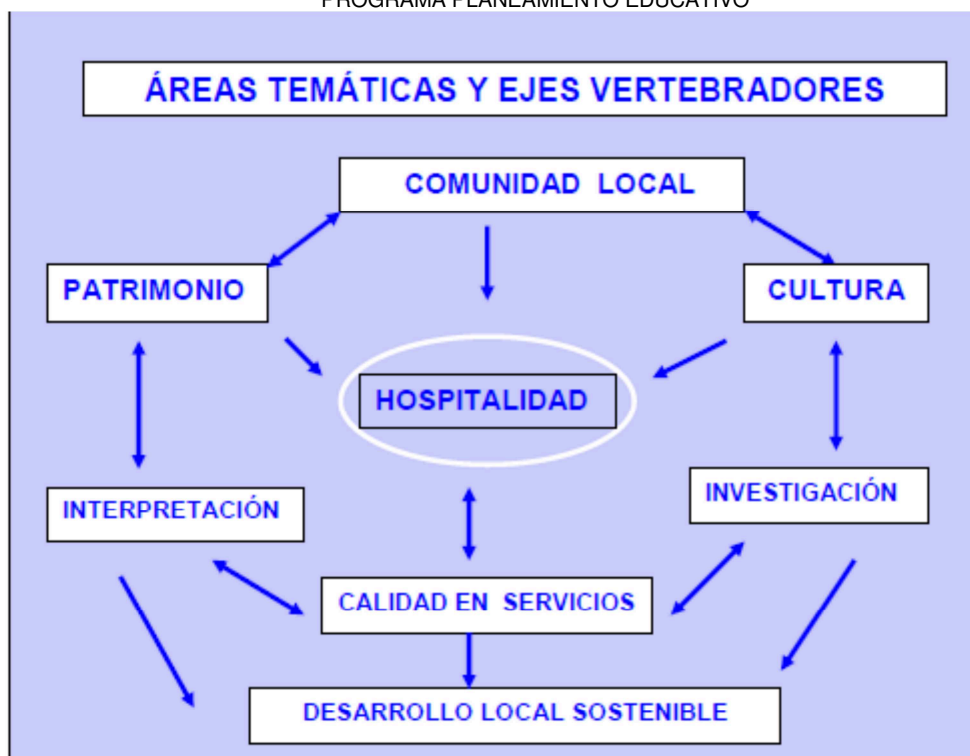 PROGRAMA PLANEAMIENTO EDUCATIVO
ÁREAS TEMÁTICAS Y EJES VERTEBRADORES
COMUNIDAD LOCAL
PATRIMONIO
CULTURA
HOSPITALIDAD
INTERPRETACIÓN
INVESTIGACIÓN
CALIDAD EN SERVICIOS
DESARROLLO LOCAL SOSTENIBLE